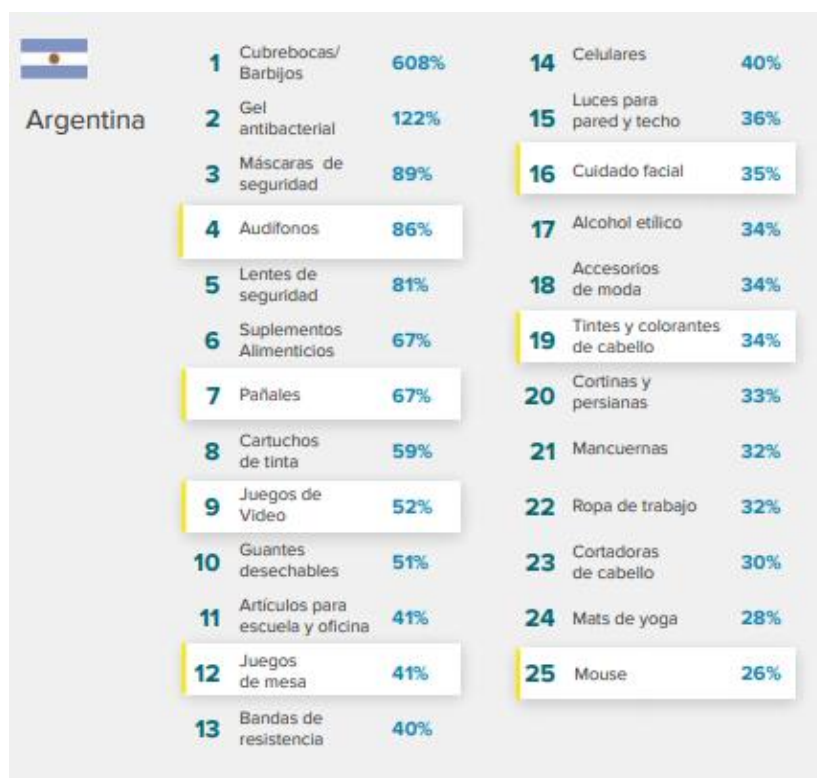 Argentina
1 Cubrebocas/ 608%
Barbijos
2 Gel 122%
antibacterial
3 Máscaras de 89%
seguridad
4 Audífonos 86%
5 Lentes de 81%
seguridad
6 Suplementos 67%
Alimenticios
7 Pañales 67%
8 Cartuchos 59%
de tinta
9 Juegos de 52%
Video
10 Guantes 51%
desechables
11 Artículos para 41%
escuela y oficina
12 Juegos 41%
de mesa
13 Bandas de 40%
resistencia
14 Celulares 40%
15 Luces para 36%
pared y techo
16 Cuidado facial 35%
17 Alcohol etílico 34%
18 Accesorios 34%
de moda
19 Tintes y colorantes 34%
de cabello
20 Cortinas y 33%
persianas
21 Mancuernas 32%
22 Ropa de trabajo 32%
23 Cortadoras 30%
de cabello
24 Mats de yoga 28%
25 Mouse 26%